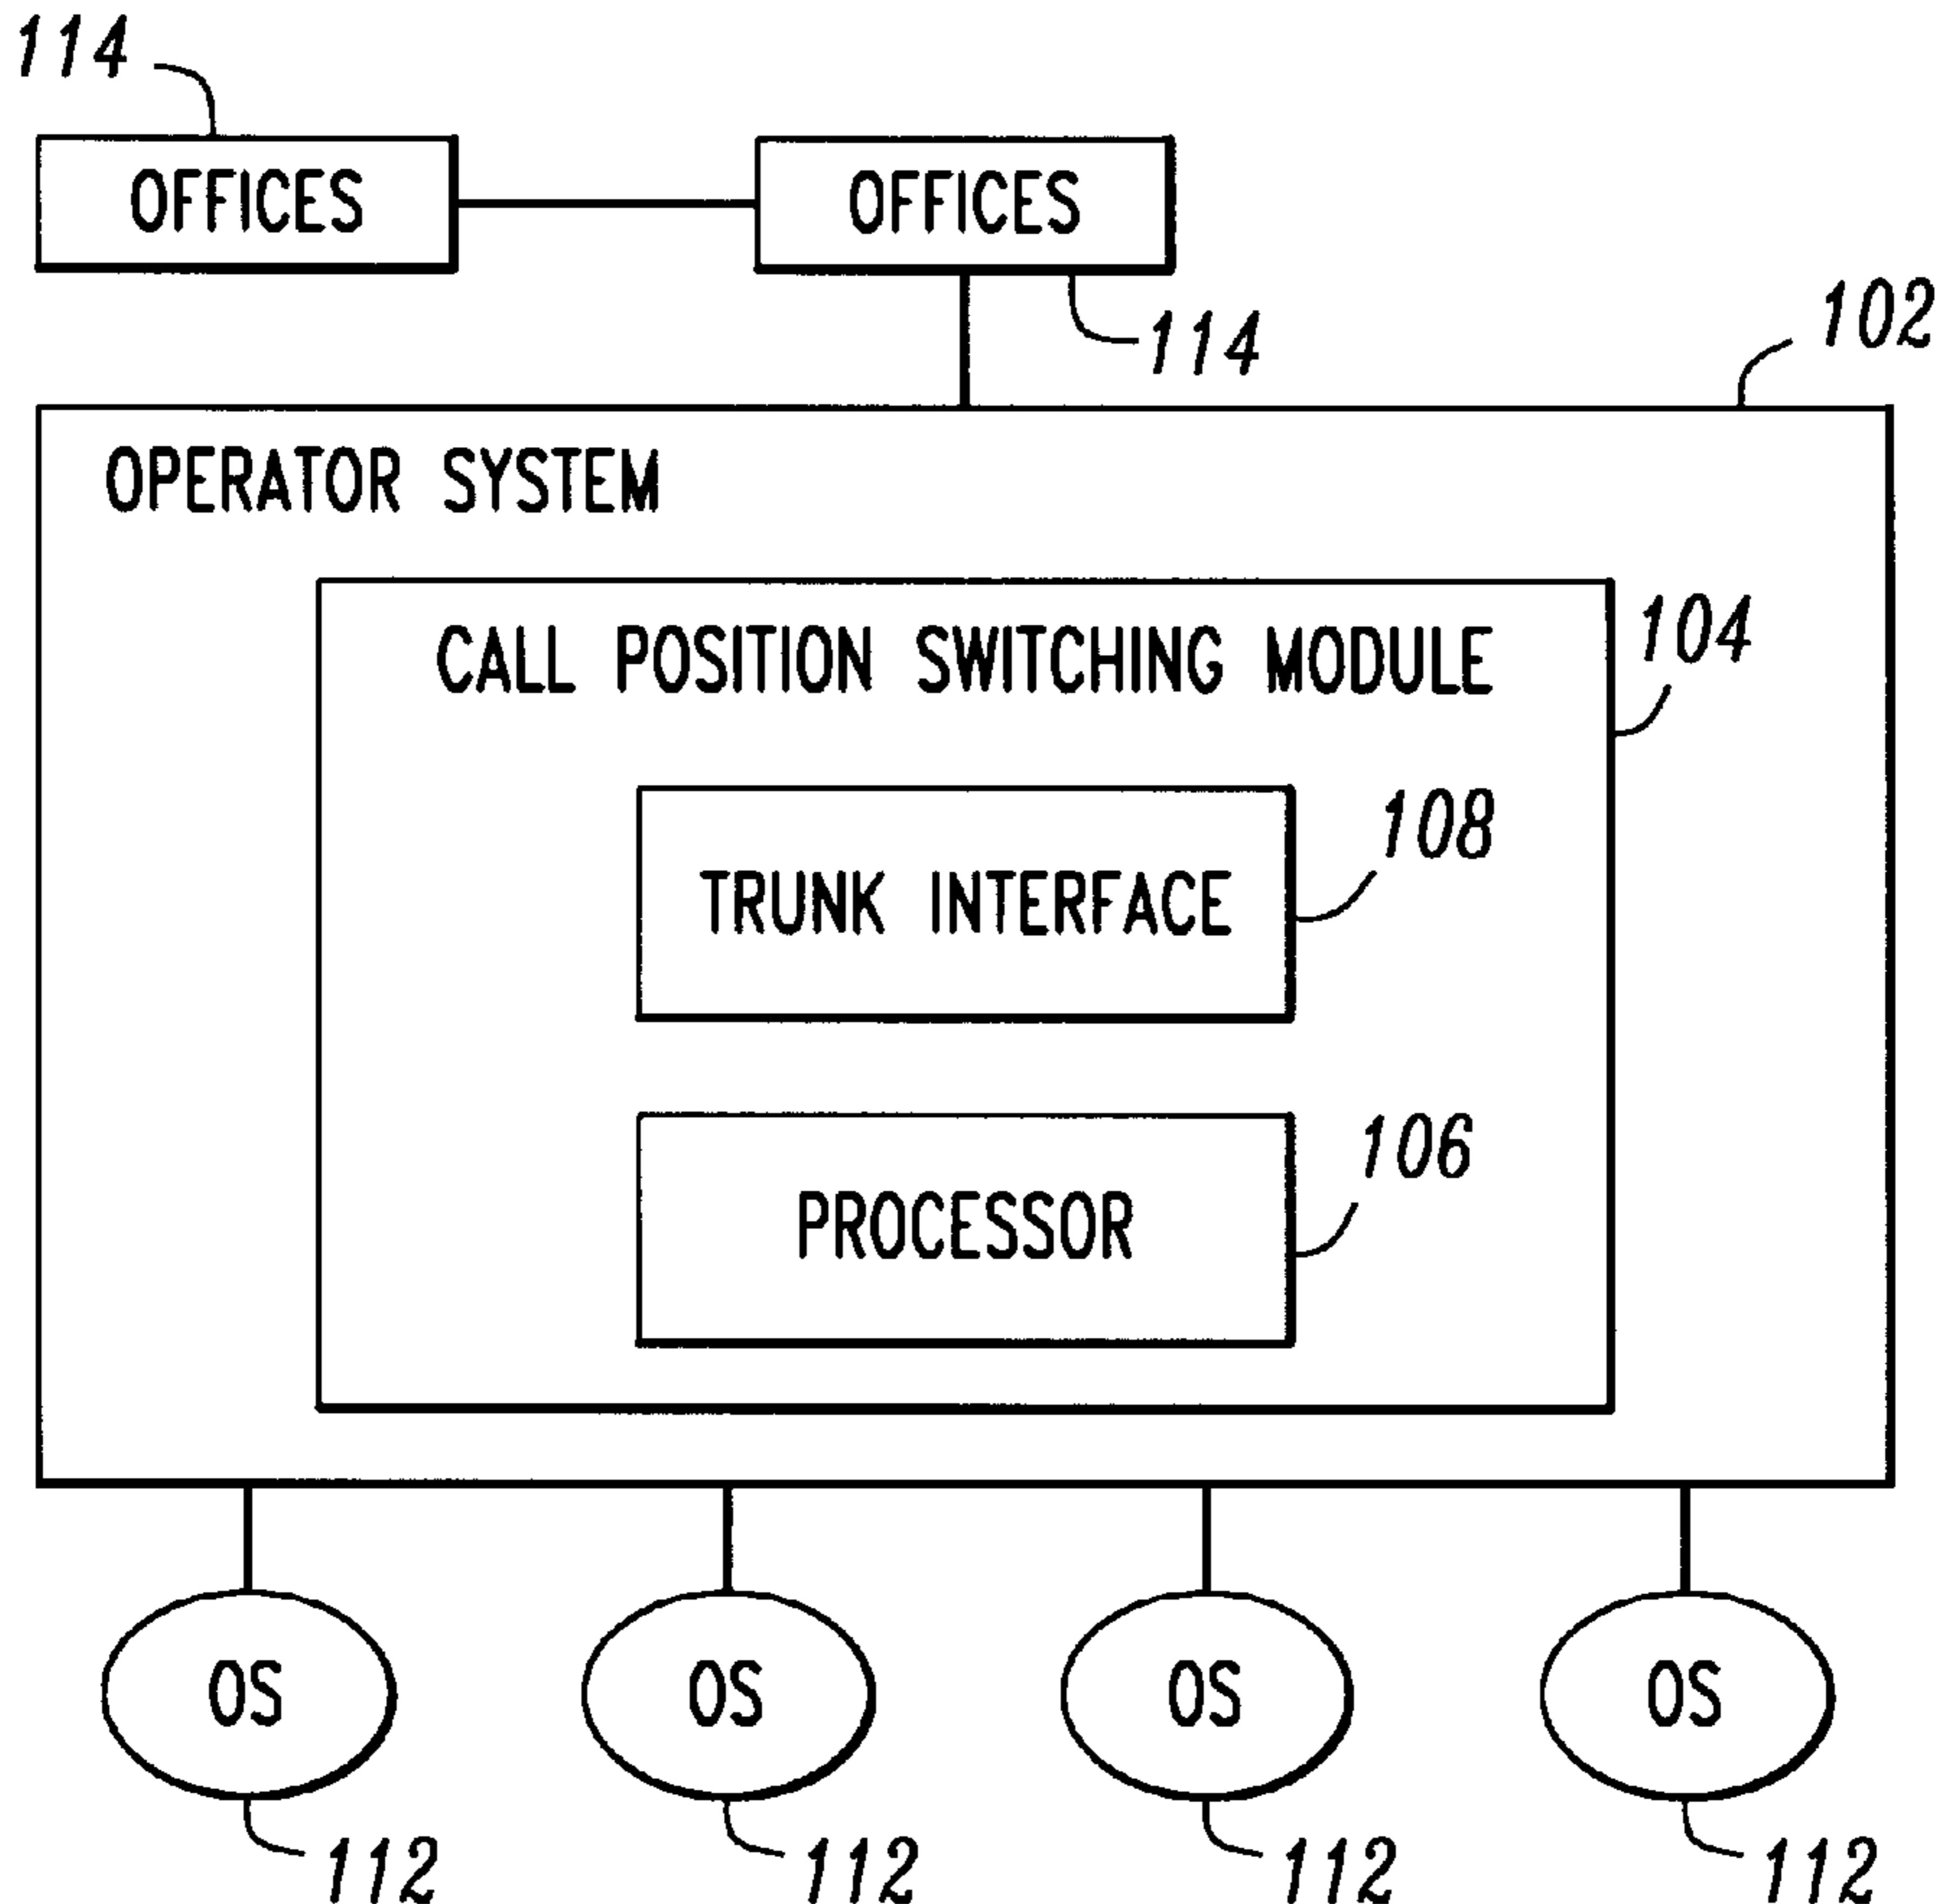 114
OFFICES
OFFICES
114
102
OPERATOR SYSTEM
104
CALL POSITION SWITCHING MODULE
108
TRUNK INTERFACE
106
PROCESSOR
OS
OS
OS
OS
112
112
112
112